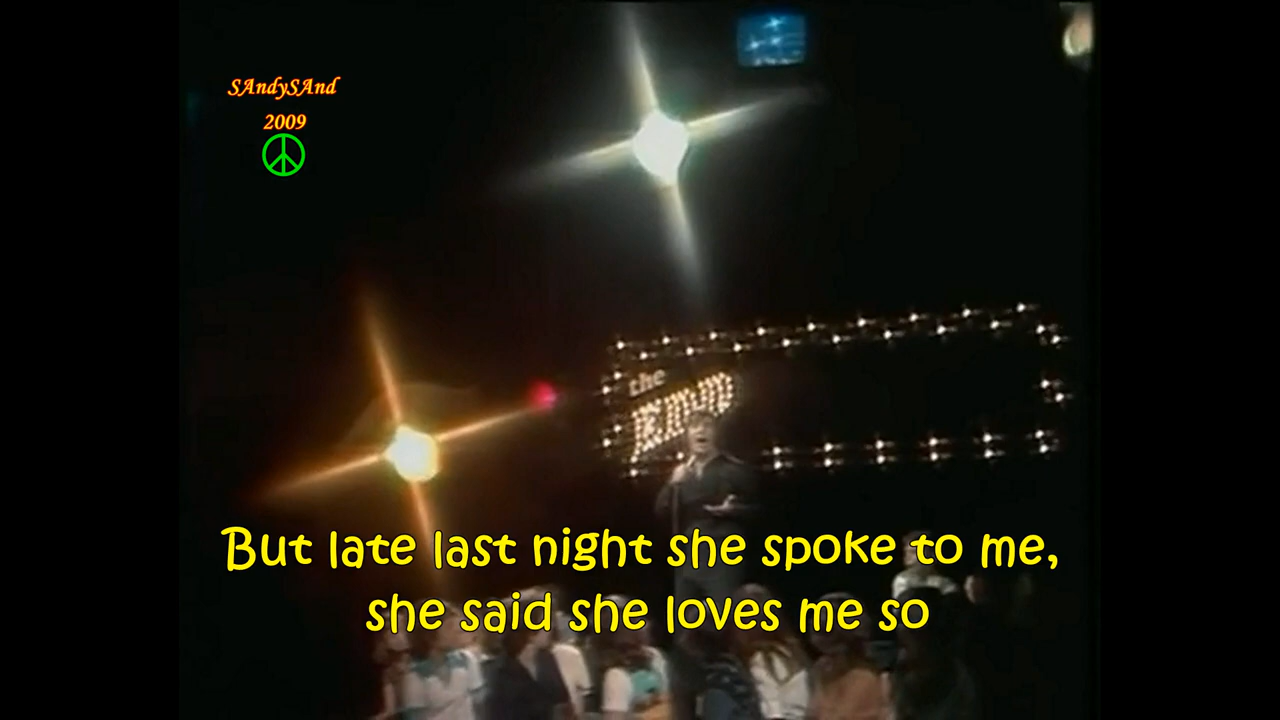 SAndySAnd
2009
the
But late last night she spoke to me,
she said she loves me so